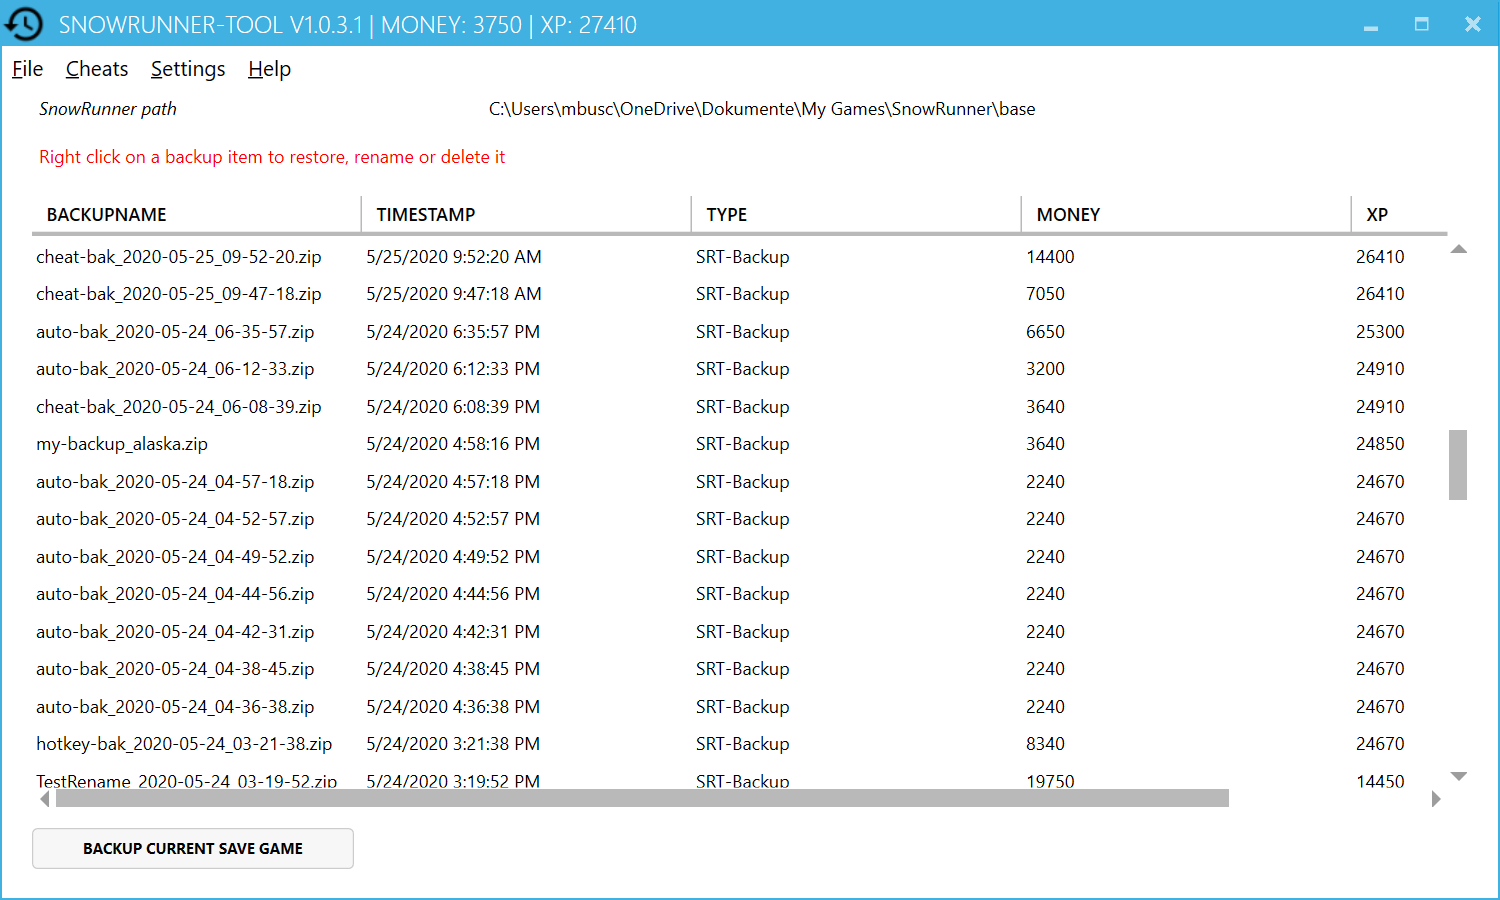 SNOWRUNNER-TOOL V1.0.3.1 | MONEY: 3750 | XP: 27410
File Cheats Settings Help
SnowRunner path C:\Users\mbusc\OneDrive\Dokumente\My Games\SnowRunner\base
Right click on a backup item to restore, rename or delete it
BACKUPNAME TIMESTAMP TYPE MONEY XP
cheat-bak_2020-05-25_09-52-20.zip 5/25/2020 9:52:20 AM SRT-Backup 14400 26410
cheat-bak_2020-05-25_09-47-18.zip 5/25/2020 9:47:18 AM SRT-Backup 7050 26410
auto-bak_2020-05-24_06-35-57.zip 5/24/2020 6:35:57 PM SRT-Backup 6650 25300
auto-bak_2020-05-24_06-12-33.zip 5/24/2020 6:12:33 PM SRT-Backup 3200 24910
cheat-bak_2020-05-24_06-08-39.zip 5/24/2020 6:08:39 PM SRT-Backup 3640 24910
my-backup_alaska.zip 5/24/2020 4:58:16 PM SRT-Backup 3640 24850
auto-bak_2020-05-24_04-57-18.zip 5/24/2020 4:57:18 PM SRT-Backup 2240 24670
auto-bak_2020-05-24_04-52-57.zip 5/24/2020 4:52:57 PM SRT-Backup 2240 24670
auto-bak_2020-05-24_04-49-52.zip 5/24/2020 4:49:52 PM SRT-Backup 2240 24670
auto-bak_2020-05-24_04-44-56.zip 5/24/2020 4:44:56 PM SRT-Backup 2240 24670
auto-bak_2020-05-24_04-42-31.zip 5/24/2020 4:42:31 PM SRT-Backup 2240 24670
auto-bak_2020-05-24_04-38-45.zip 5/24/2020 4:38:45 PM SRT-Backup 2240 24670
auto-bak_2020-05-24_04-36-38.zip 5/24/2020 4:36:38 PM SRT-Backup 2240 24670
hotkey-bak_2020-05-24_03-21-38.zip 5/24/2020 3:21:38 PM SRT-Backup 8340 24670
TestRename_2020-05-24_03-19-52.zip 5/24/2020 3:19:52 PM SRT-Backup 19750 14450
BACKUP CURRENT SAVE GAME